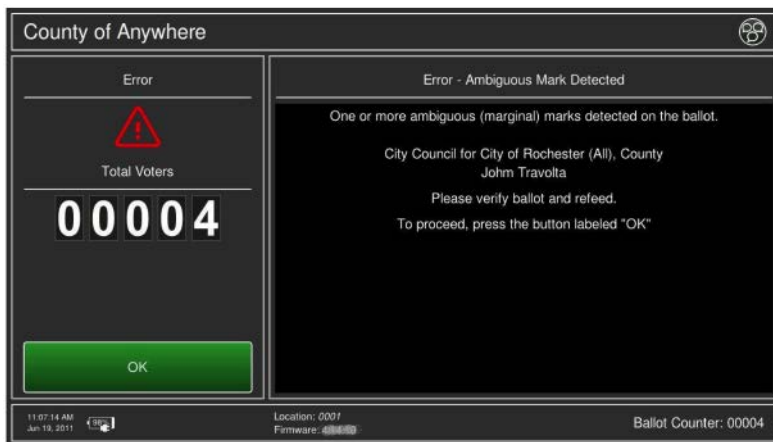 County of Anywhere
Error
Total Voters
00004
OK
Error - Ambiguous Mark Detected
One or more ambiguous (marginal) marks detected on the ballot.
City Council for City of Rochester (All), County
Johm Travolta
Please verify ballot and refeed.
To proceed, press the button labeled "OK"
11:07:14 AM
Jun 19, 2011
98%
Location: 0001
Firmware:
Ballot Counter: 00004